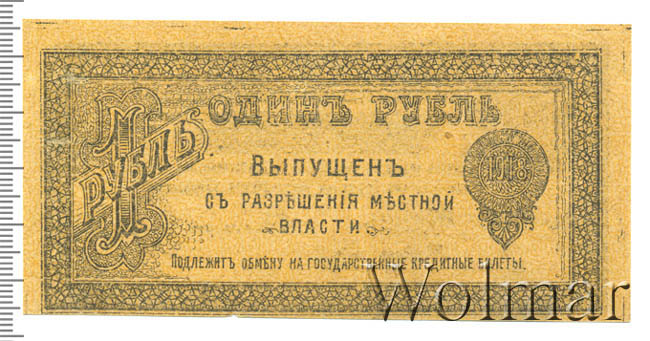 ОДИНЪ РУБЛЬ
1 РУБЛЬ
ВЫПУЩЕНЪ
СЪ РАЗРѢШЕНІЯ МѢСТНОЙ
ВЛАСТИ
1918
ПОДЛЕЖИТЪ ОБМѢНУ НА ГОСУДАРСТВЕННЫЕ КРЕДИТНЫЕ БИЛЕТЫ.
Wolmar